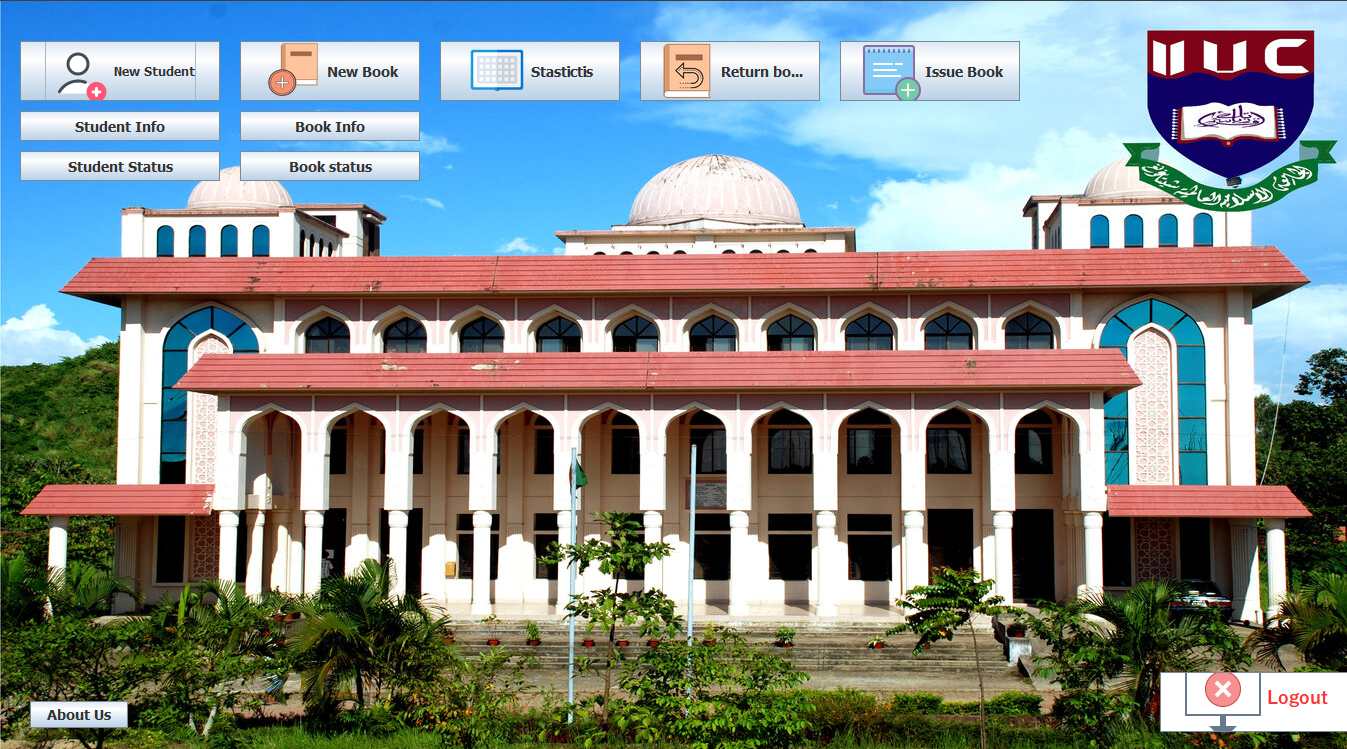 New Student
New Book
Stastictis
Return bo...
Issue Book
IIUC
Student Info
Book Info
Student Status
Book status
About Us
Logout